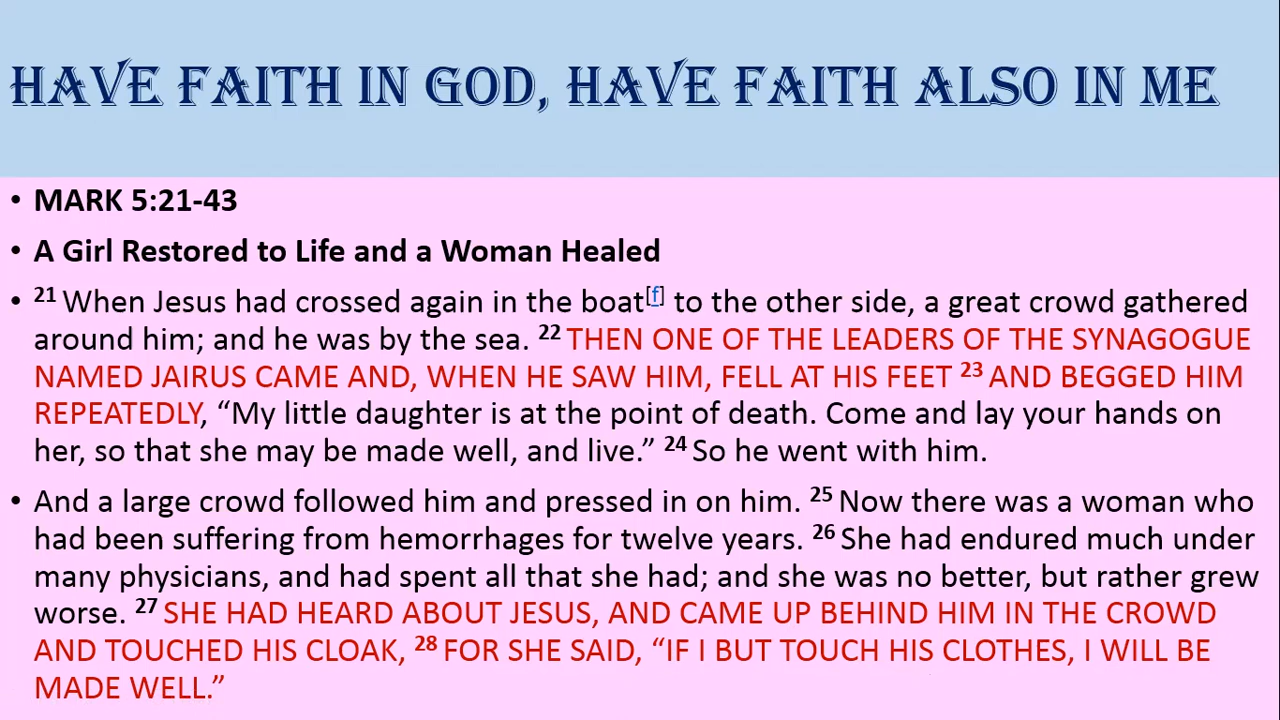 HAVE FAITH IN GOD, HAVE FAITH ALSO IN ME
• MARK 5:21-43
• A Girl Restored to Life and a Woman Healed
• 21 When Jesus had crossed again in the boat[f] to the other side, a great crowd gathered
around him; and he was by the sea. 22 THEN ONE OF THE LEADERS OF THE SYNAGOGUE
NAMED JAIRUS CAME AND, WHEN HE SAW HIM, FELL AT HIS FEET 23 AND BEGGED HIM
REPEATEDLY, “My little daughter is at the point of death. Come and lay your hands on
her, so that she may be made well, and live.” 24 So he went with him.
• And a large crowd followed him and pressed in on him. 25 Now there was a woman who
had been suffering from hemorrhages for twelve years. 26 She had endured much under
many physicians, and had spent all that she had; and she was no better, but rather grew
worse. 27 SHE HAD HEARD ABOUT JESUS, AND CAME UP BEHIND HIM IN THE CROWD
AND TOUCHED HIS CLOAK, 28 FOR SHE SAID, “IF I BUT TOUCH HIS CLOTHES, I WILL BE
MADE WELL.”